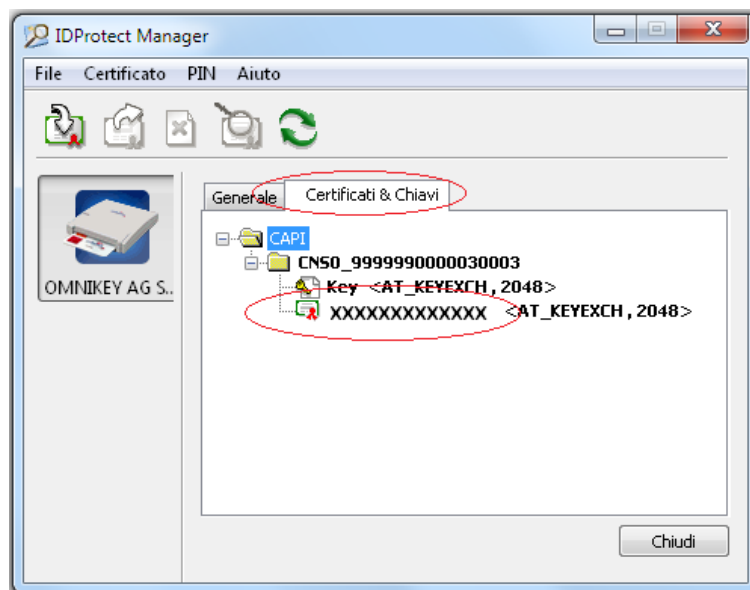 IDProtect Manager
File Certificato PIN Aiuto
Generale Certificati & Chiavi
CAPI
CNS0_9999990000030003
Key <AT_KEYEXCH,2048>
XXXXXXXXXXXXX <AT_KEYEXCH,2048>
OMNIKEY AG S..
Chiudi